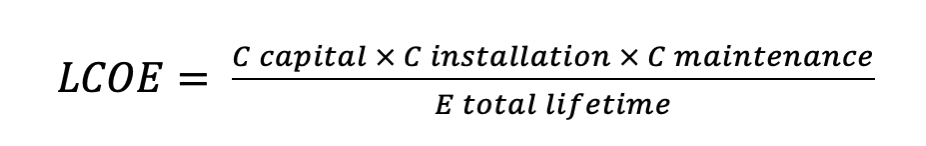 LCOE = C capital × C installation × C maintenance / E total lifetime